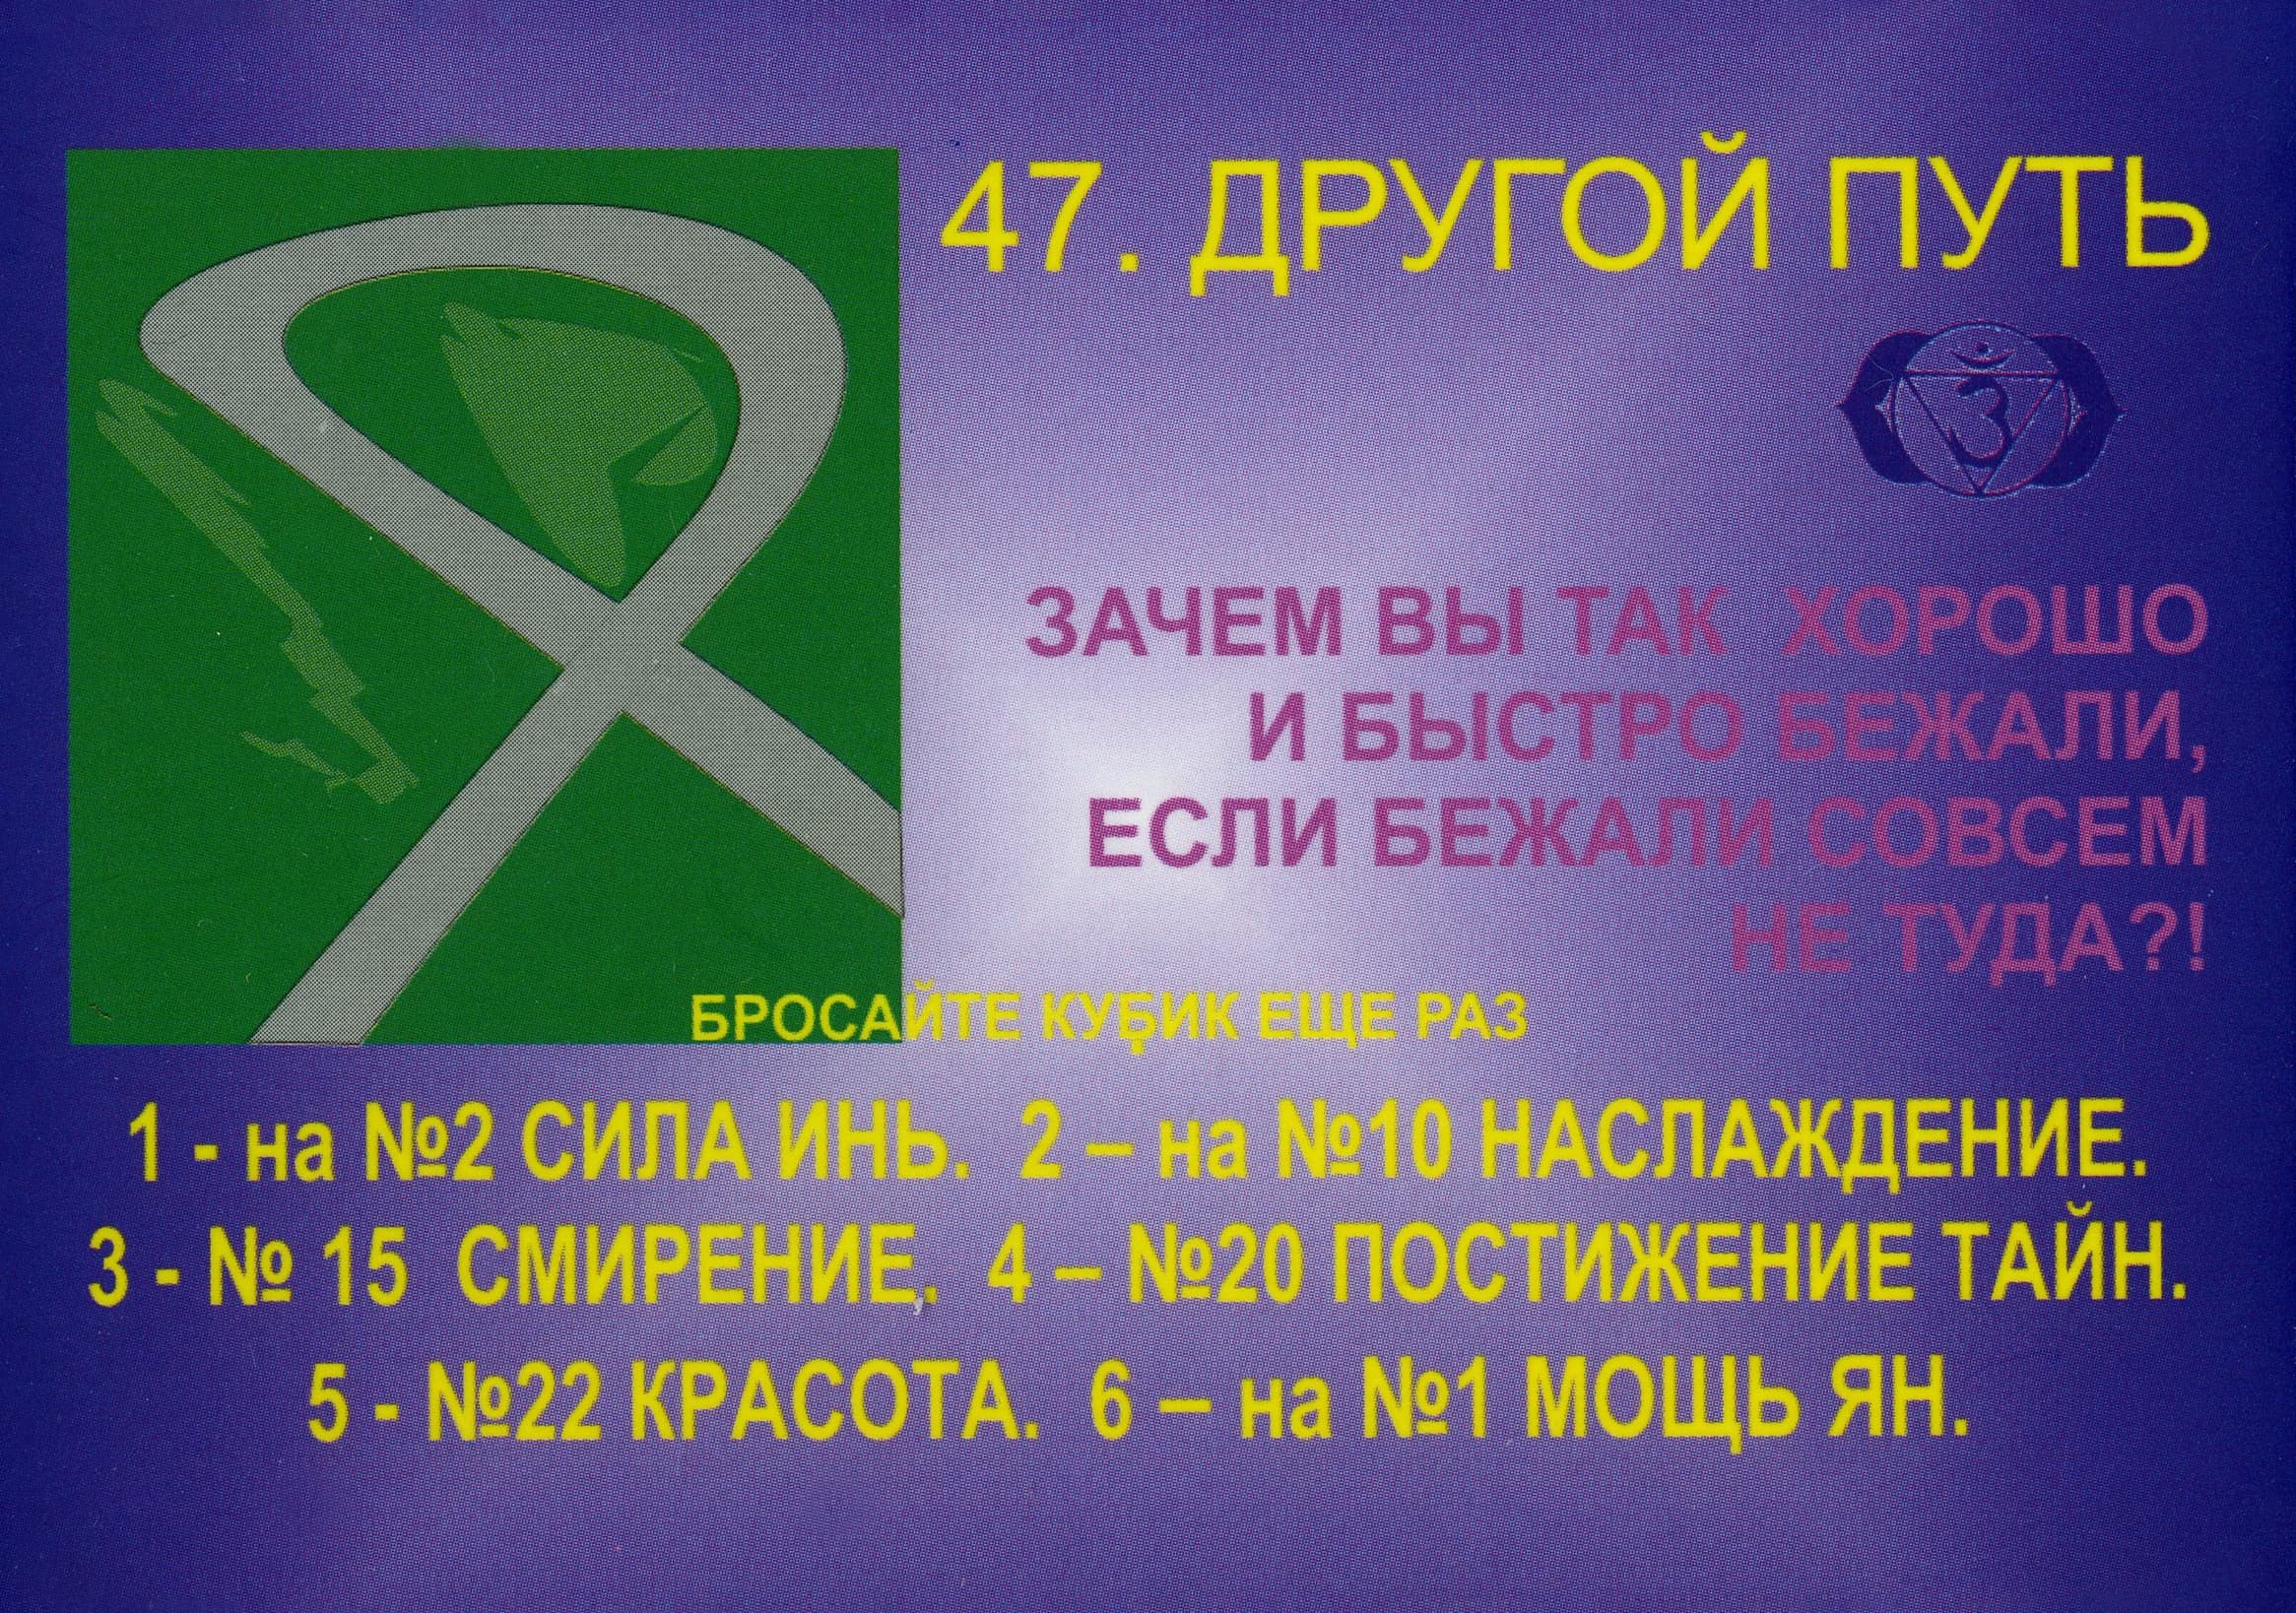 47. ДРУГОЙ ПУТЬ
ЗАЧЕМ ВЫ ТАК ХОРОШО
И БЫСТРО БЕЖАЛИ,
ЕСЛИ БЕЖАЛИ СОВСЕМ
НЕ ТУДА?!
БРОСАЙТЕ КУБИК ЕЩЕ РАЗ
1 - на №2 СИЛА ИНЬ. 2 – на №10 НАСЛАЖДЕНИЕ.
3 - № 15 СМИРЕНИЕ, 4 – №20 ПОСТИЖЕНИЕ ТАЙН.
5 - №22 КРАСОТА. 6 – на №1 МОЩЬ ЯН.